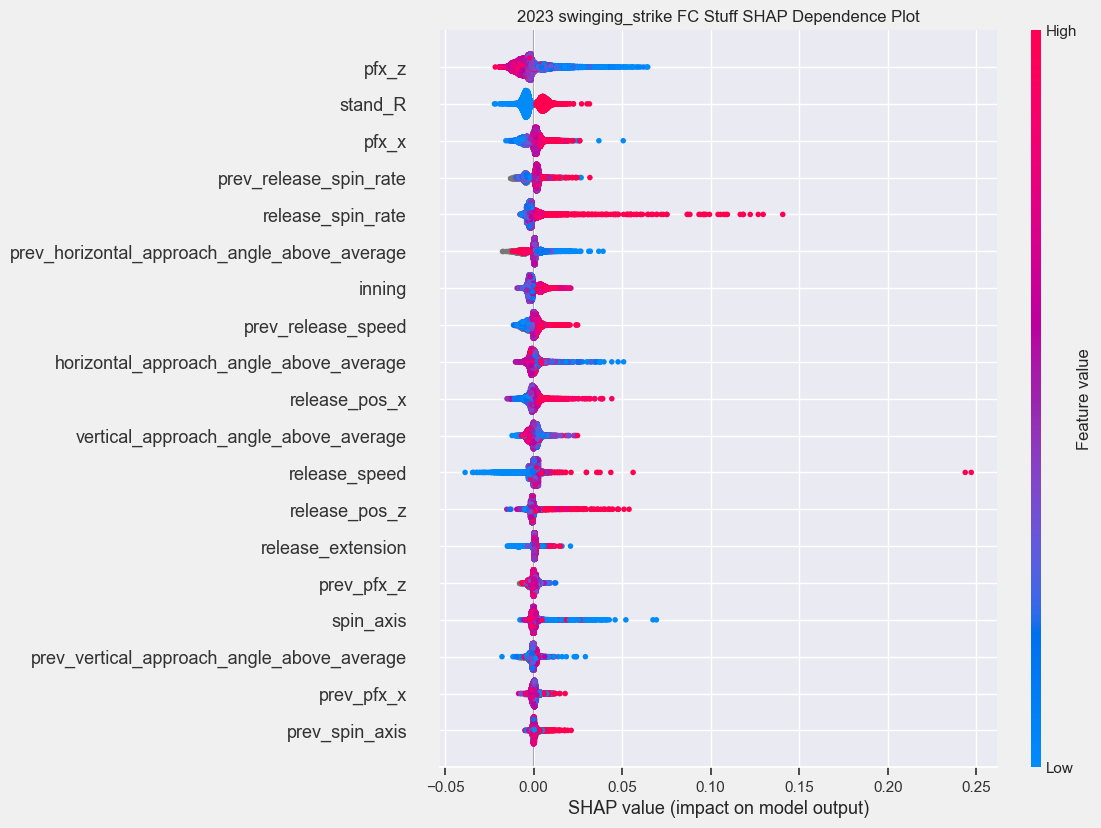 2023 swinging_strike FC Stuff SHAP Dependence Plot
High
pfx_z
stand_R
pfx_x
prev_release_spin_rate
release_spin_rate
prev_horizontal_approach_angle_above_average
inning
prev_release_speed
horizontal_approach_angle_above_average
release_pos_x
vertical_approach_angle_above_average
release_speed
release_pos_z
release_extension
prev_pfx_z
spin_axis
prev_vertical_approach_angle_above_average
prev_pfx_x
prev_spin_axis
Feature value
Low
−0.05 0.00 0.05 0.10 0.15 0.20 0.25
SHAP value (impact on model output)